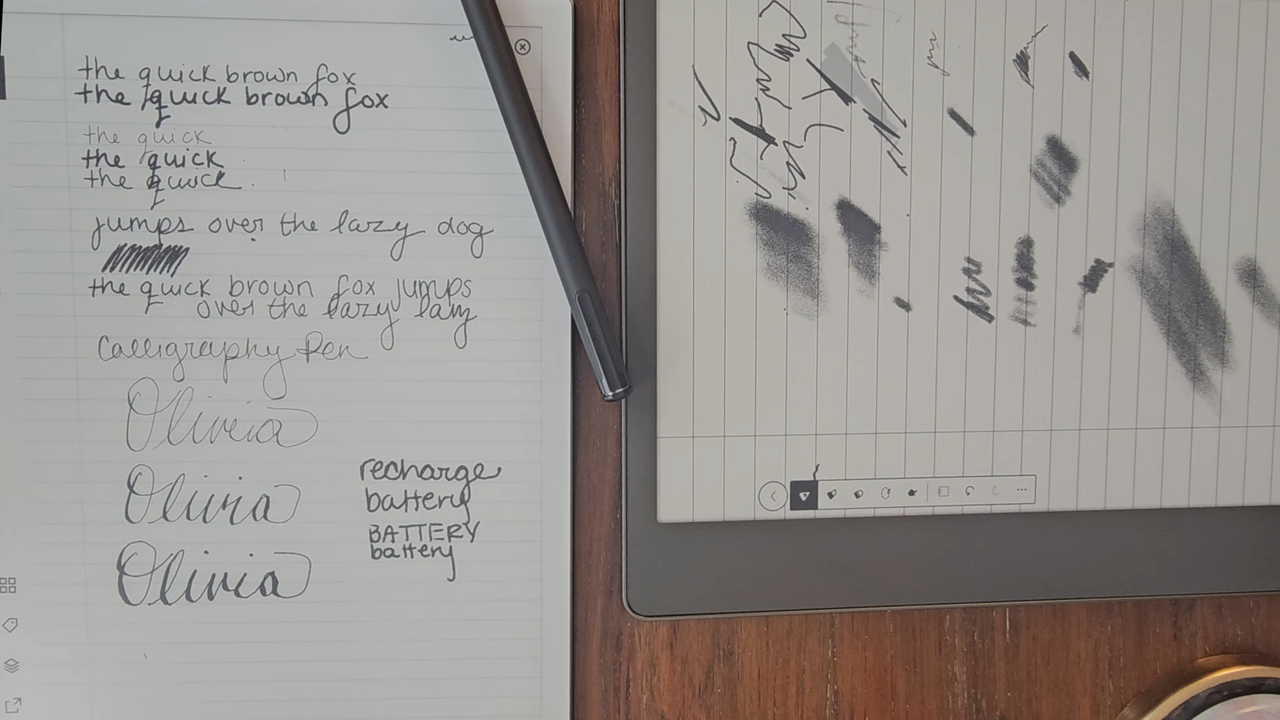 the quick brown fox
the quick brown fox
the quick
the quick
the quick
jumps over the lazy dog
the quick brown fox jumps
over the lazy lazy
Calligraphy Pen
Olivia
Olivia
Olivia
recharge
battery
BATTERY
battery